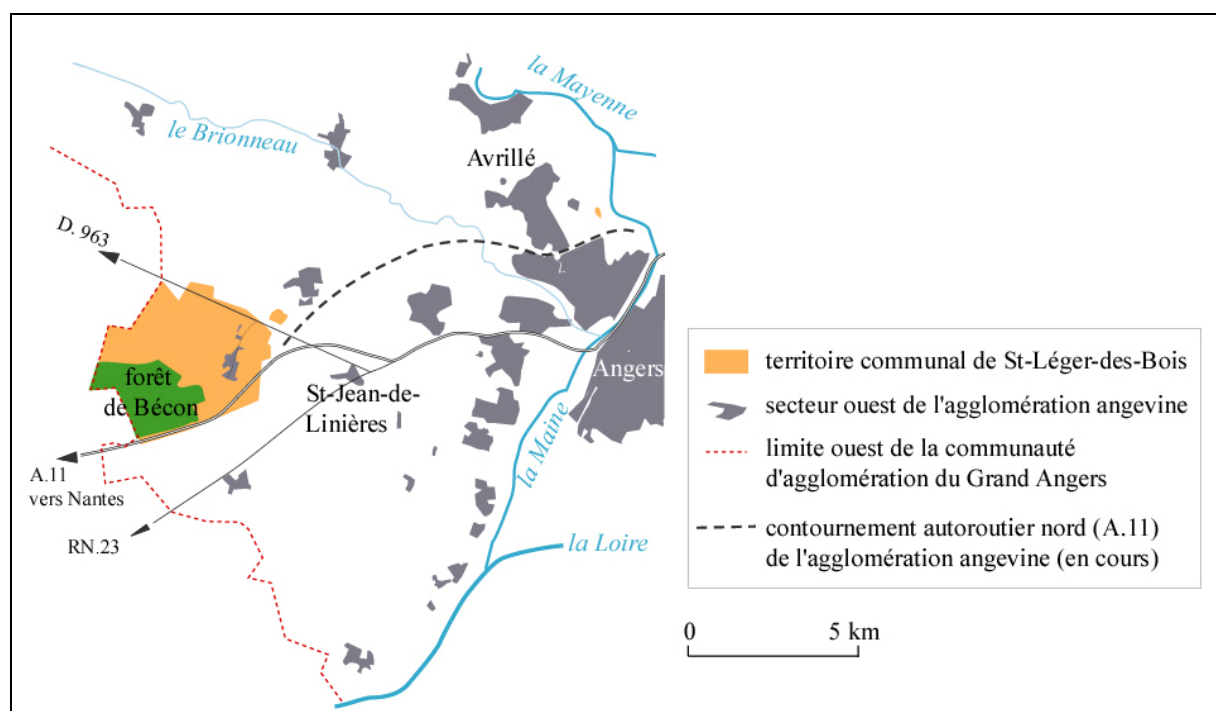 la Mayenne
le Brionneau
Avrillé
D. 963
forêt
de Bécon
St-Jean-de-
Linières
Angers
la Maine
A.11
vers Nantes
RN.23
la Loire
territoire communal de St-Léger-des-Bois
secteur ouest de l'agglomération angevine
limite ouest de la communauté
d'agglomération du Grand Angers
contournement autoroutier nord (A.11)
de l'agglomération angevine (en cours)
0 5 km